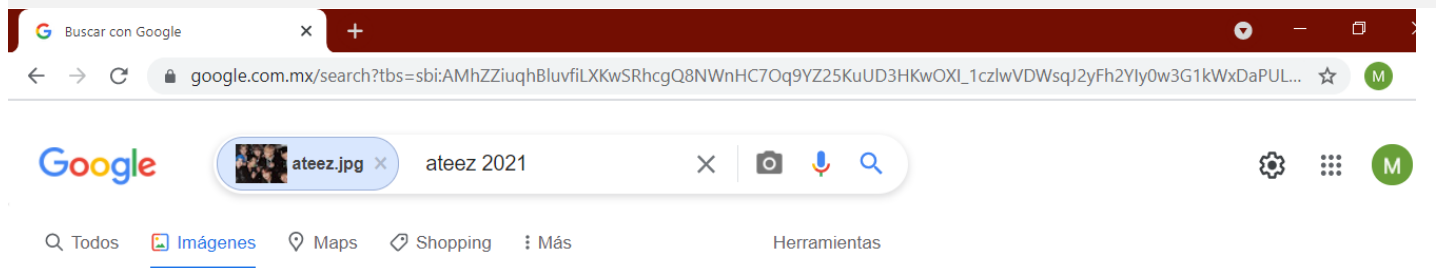 G Buscar con Google
google.com.mx/search?tbs=sbi:AMhZZiuqhBluvfiLXKwSRhcgQ8NWnHC7Oq9YZ25KuUD3HKwOXI_1czlwVDWsqJ2yFh2YIy0w3G1kWxDaPUL... M
Google ateez.jpg ateez 2021 M
Todos Imágenes Maps Shopping Más Herramientas